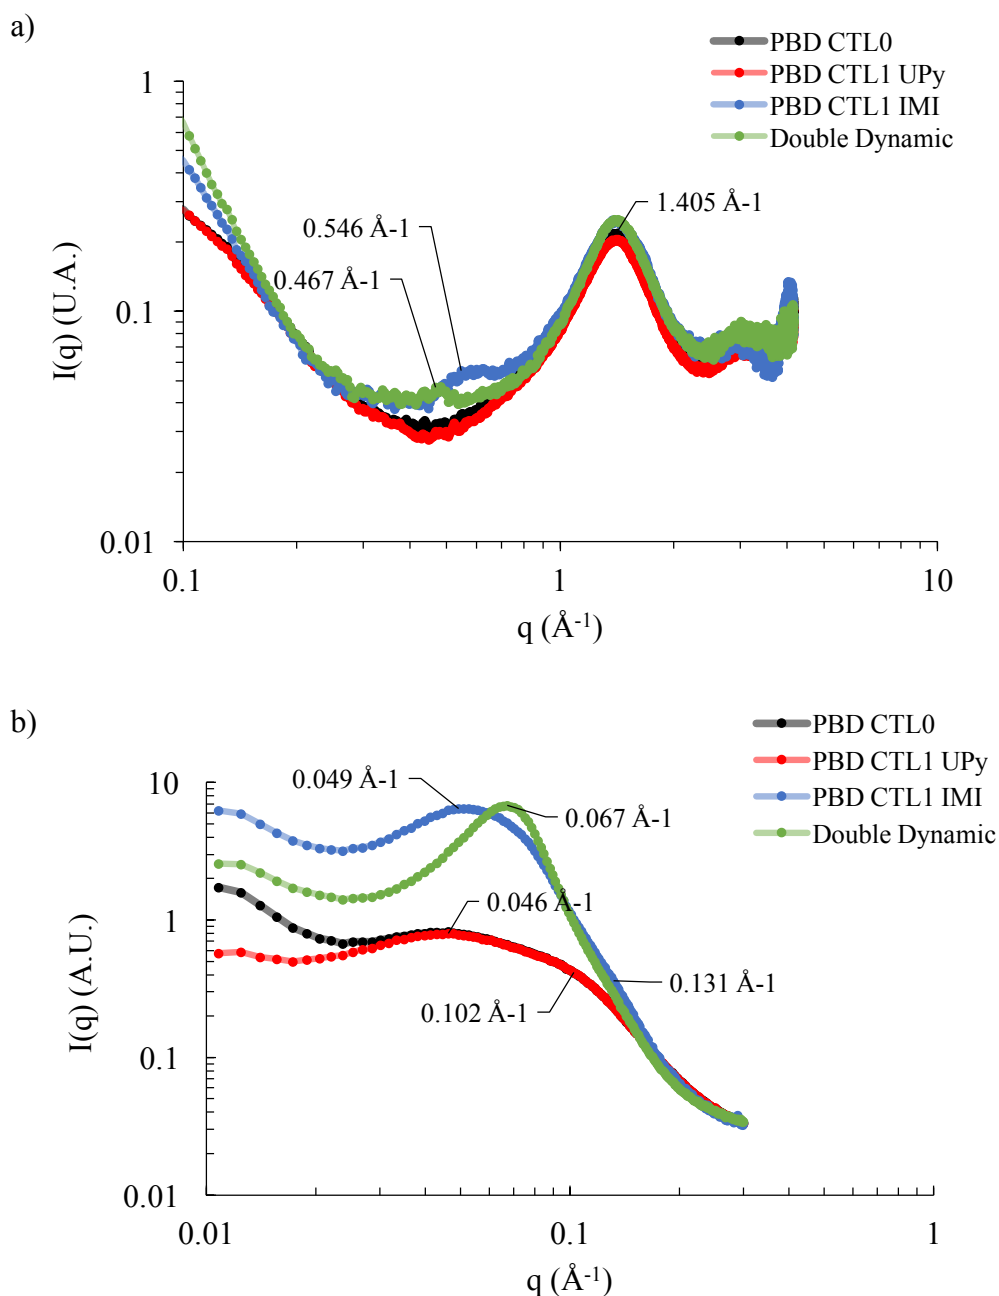 a)
PBD CTL0
PBD CTL1 UPy
PBD CTL1 IMI
Double Dynamic
1
0.1
0.01
I(q) (U.A.)
0.546 Å-1
0.467 Å-1
1.405 Å-1
0.1
1
10
q (Å-1)
b)
PBD CTL0
PBD CTL1 UPy
PBD CTL1 IMI
Double Dynamic
10
1
0.1
0.01
I(q) (A.U.)
0.049 Å-1
0.067 Å-1
0.046 Å-1
0.131 Å-1
0.102 Å-1
0.01
0.1
1
q (Å-1)